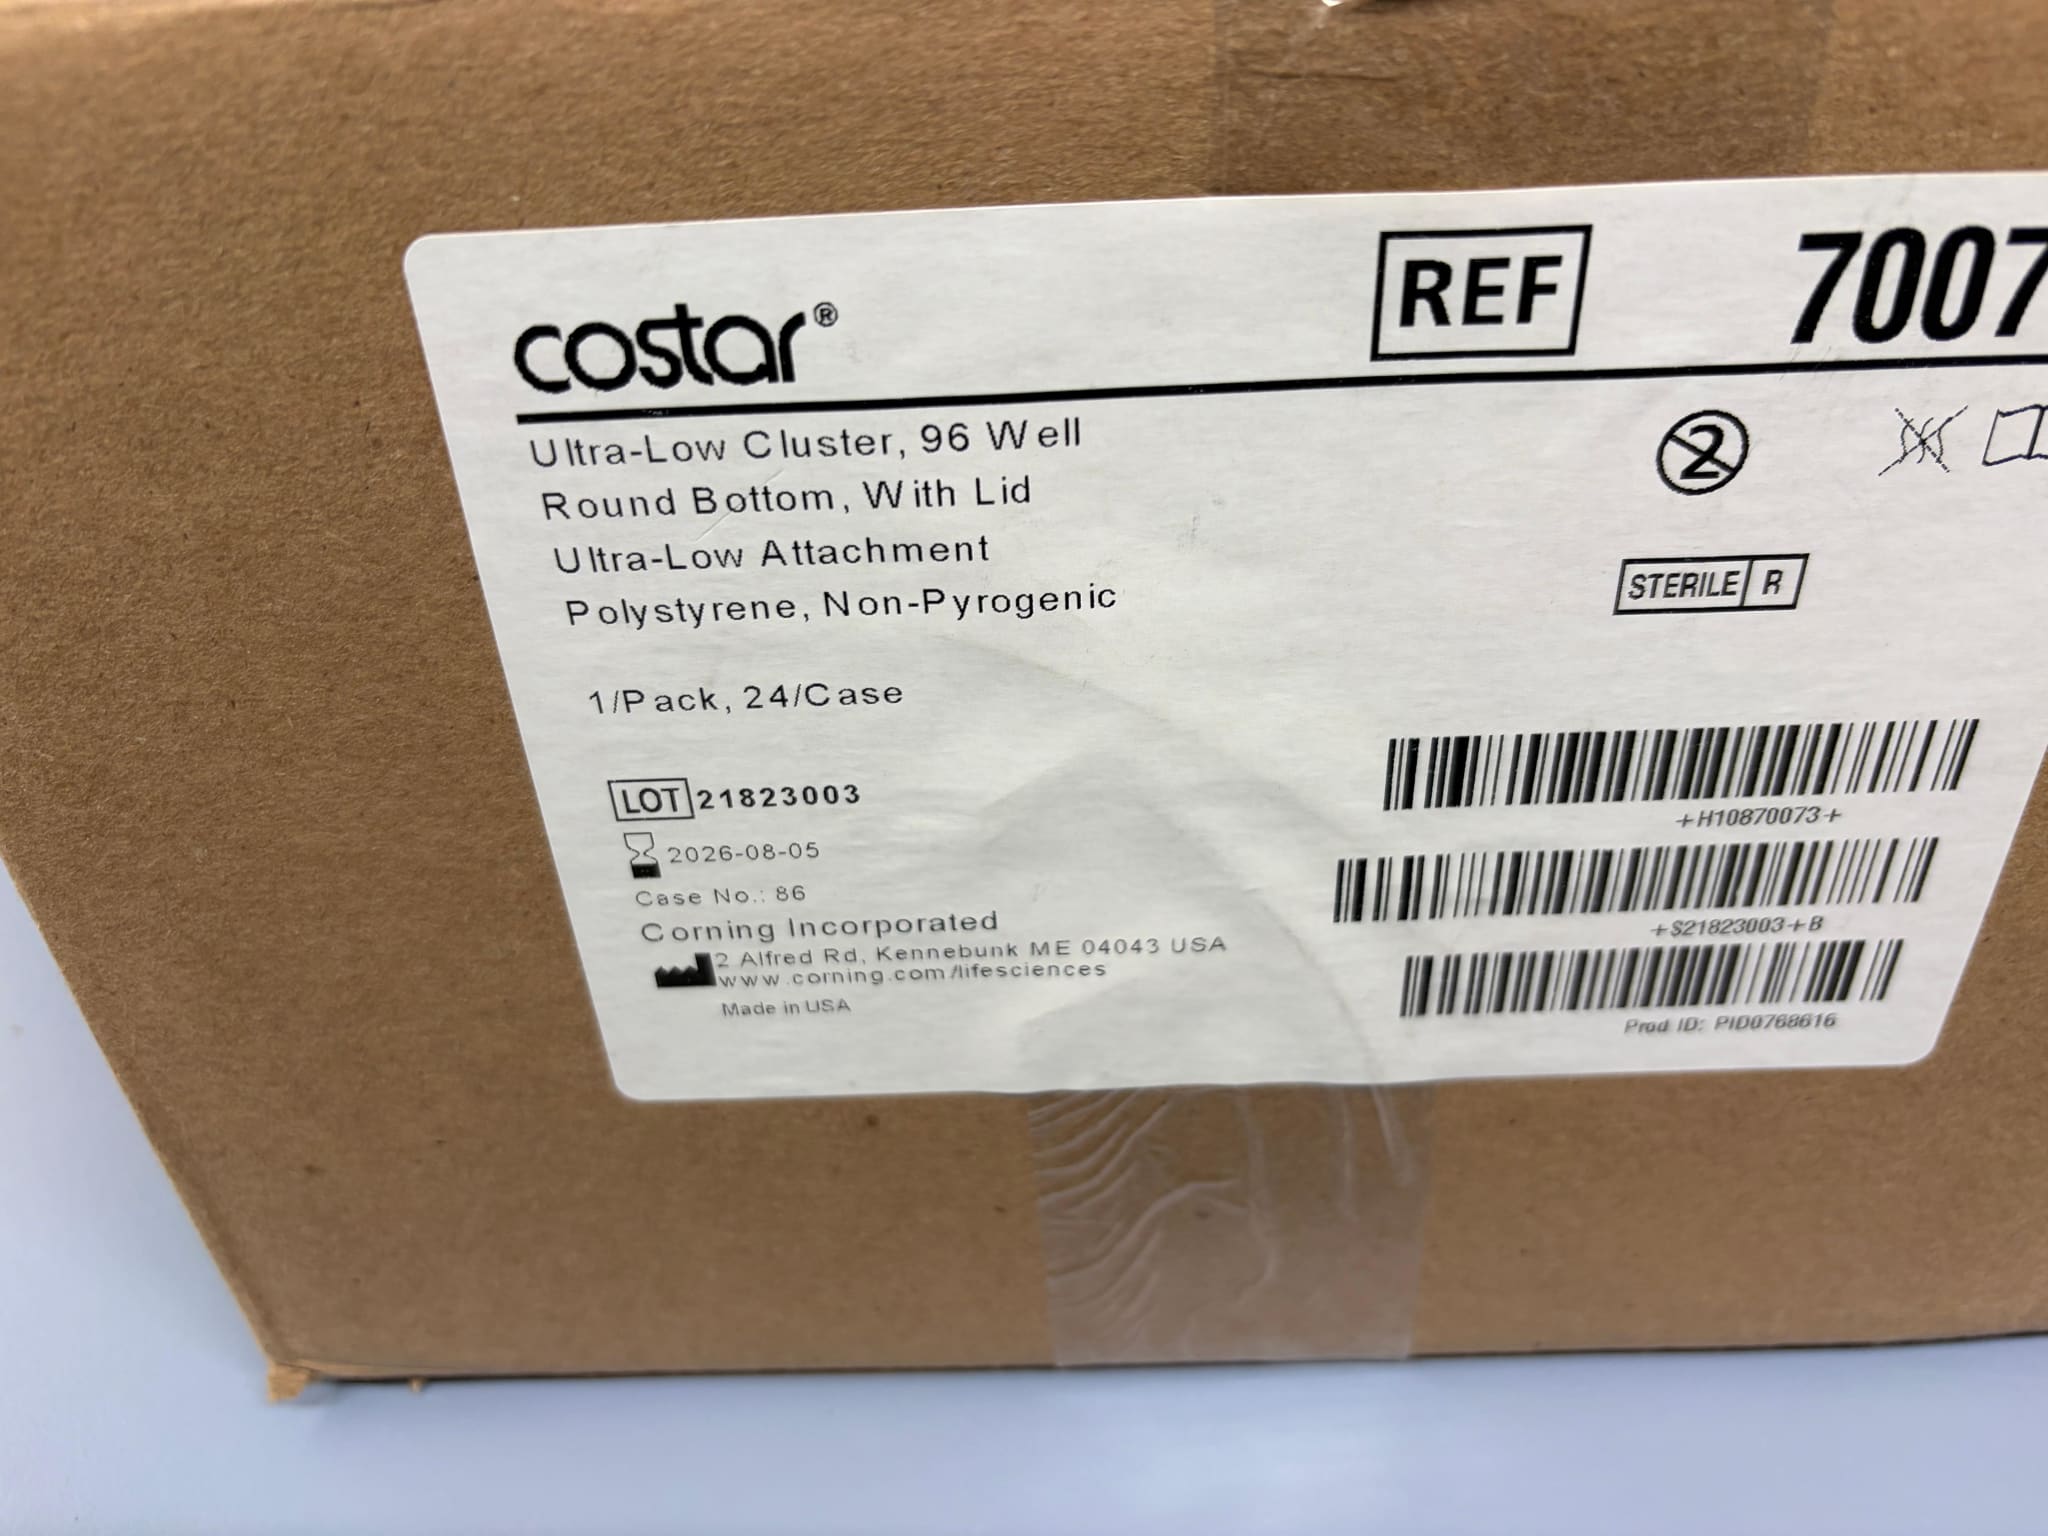 costar®
REF 7007
Ultra-Low Cluster, 96 Well
Round Bottom, With Lid
Ultra-Low Attachment
Polystyrene, Non-Pyrogenic
2
STERILE R
1/Pack, 24/Case
LOT 21823003
2026-08-05
Case No.: 86
Corning Incorporated
2 Alfred Rd, Kennebunk ME 04043 USA
www.corning.com/lifesciences
Made in USA
+H10870073+
+S21823003+B
Prod ID: PID0768616